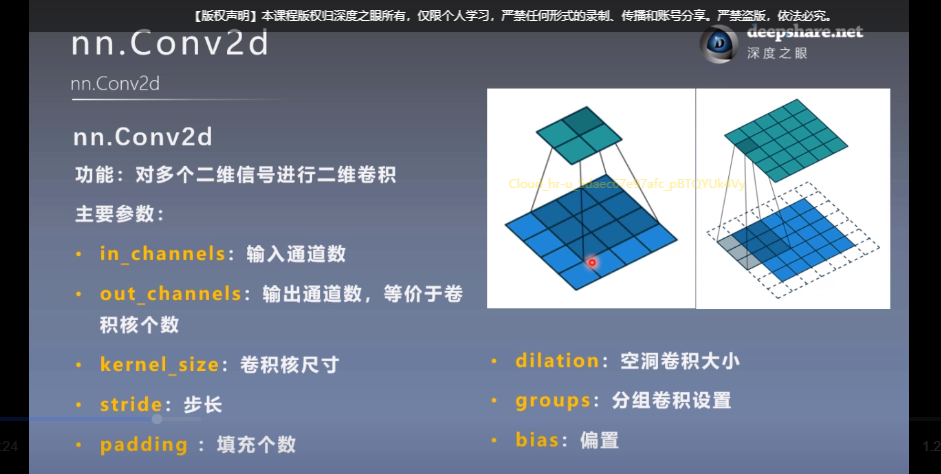 【版权声明】本课程版权归深度之眼所有，仅限个人学习，严禁任何形式的录制、传播和账号分享。严禁盗版，依法必究。
nn.Conv2d
deepshare.net
深度之眼
nn.Conv2d
nn.Conv2d
功能：对多个二维信号进行二维卷积
主要参数：
• in_channels：输入通道数
• out_channels：输出通道数，等价于卷
积核个数
• kernel_size：卷积核尺寸
• stride：步长
• padding ：填充个数
• dilation：空洞卷积大小
• groups：分组卷积设置
• bias：偏置